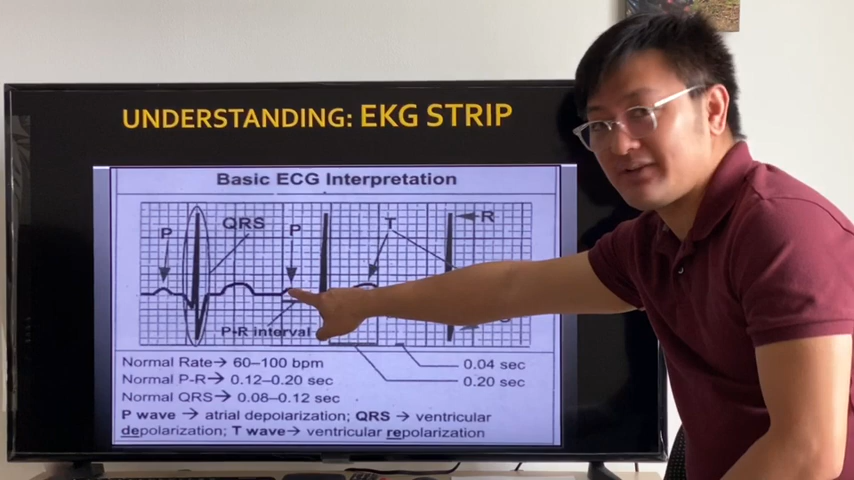 UNDERSTANDING: EKG STRIP
Basic ECG Interpretation
P QRS P T R
P-R interval
Normal Rate→ 60–100 bpm 0.04 sec
Normal P-R→ 0.12–0.20 sec 0.20 sec
Normal QRS→ 0.08–0.12 sec
P wave → atrial depolarization; QRS → ventricular
depolarization; T wave→ ventricular repolarization